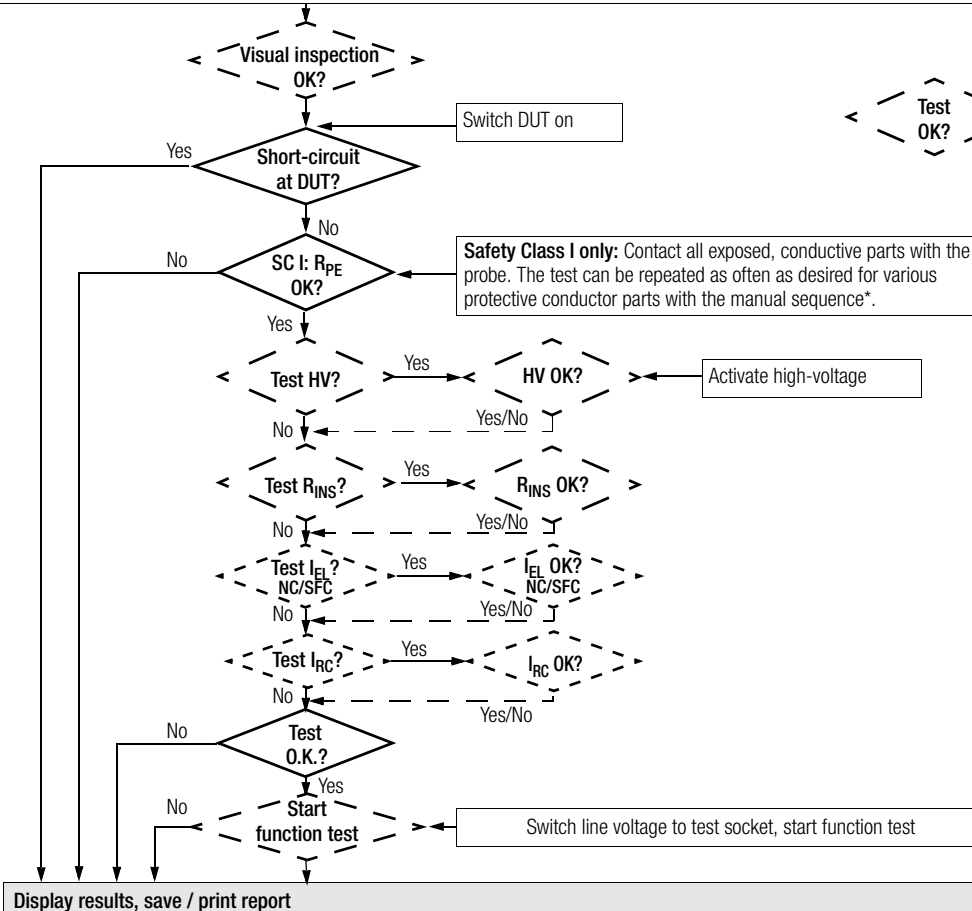 Visual inspection
OK?
Switch DUT on
Test
OK?
Yes
Short-circuit
at DUT?
No
No
SC I: RPE
OK?
Safety Class I only: Contact all exposed, conductive parts with the
probe. The test can be repeated as often as desired for various
protective conductor parts with the manual sequence*.
Yes
Test HV?
Yes
HV OK?
Activate high-voltage
Yes/No
No
Test RINS?
Yes
RINS OK?
Yes/No
No
Test IEL?
NC/SFC
Yes
IEL OK?
NC/SFC
Yes/No
No
Test IRC?
Yes
IRC OK?
No
Yes/No
No
Test
O.K.?
Yes
No
Start
function test
Switch line voltage to test socket, start function test
Display results, save / print report